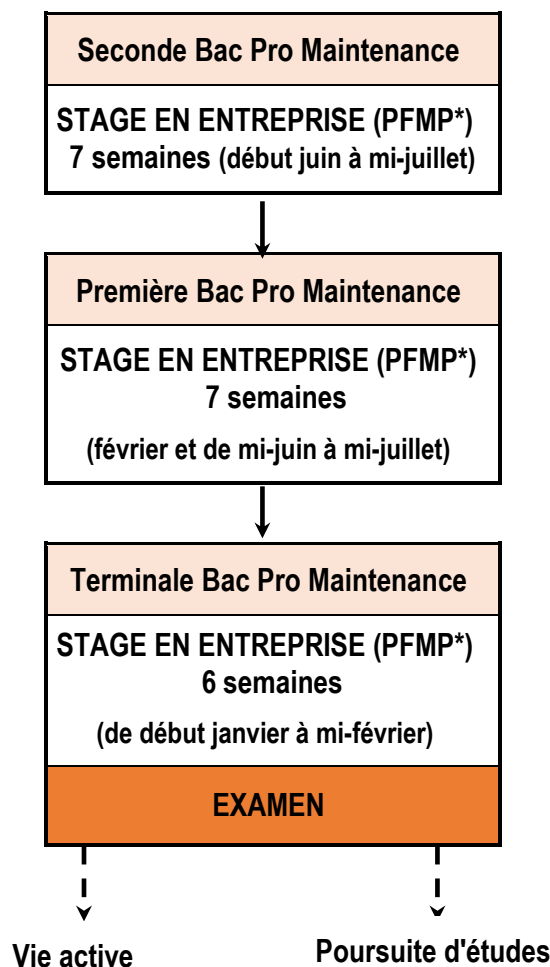 Seconde Bac Pro Maintenance
STAGE EN ENTREPRISE (PFMP*)
7 semaines (début juin à mi-juillet)
Première Bac Pro Maintenance
STAGE EN ENTREPRISE (PFMP*)
7 semaines
(février et de mi-juin à mi-juillet)
Terminale Bac Pro Maintenance
STAGE EN ENTREPRISE (PFMP*)
6 semaines
(de début janvier à mi-février)
EXAMEN
Vie active
Poursuite d'études